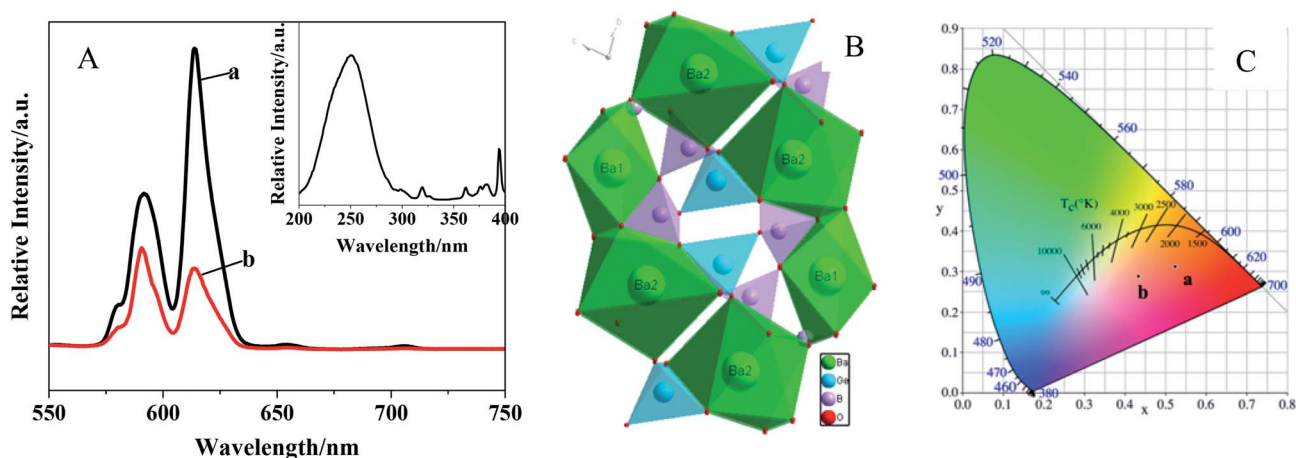 A
a
b
Relative Intensity/a.u.
550 600 650 700 750
Wavelength/nm
Relative Intensity/a.u.
200 250 300 350 400
Wavelength/nm
B
c
b
Ba2
Ba2
Ba1
Ba2
Ba1
Ba2
Ba
Ge
B
O
C
0.9
0.8
0.7
0.6
0.5
y
0.4
0.3
0.2
0.1
0.0
0.0 0.1 0.2 0.3 0.4 0.5 0.6 0.7 0.8
x
520
540
560
500
580
600
620
700
490
480
470
460
380
Tc(°K)
∞
10000
6000
4000
3000
2500
2000
1500
a
b